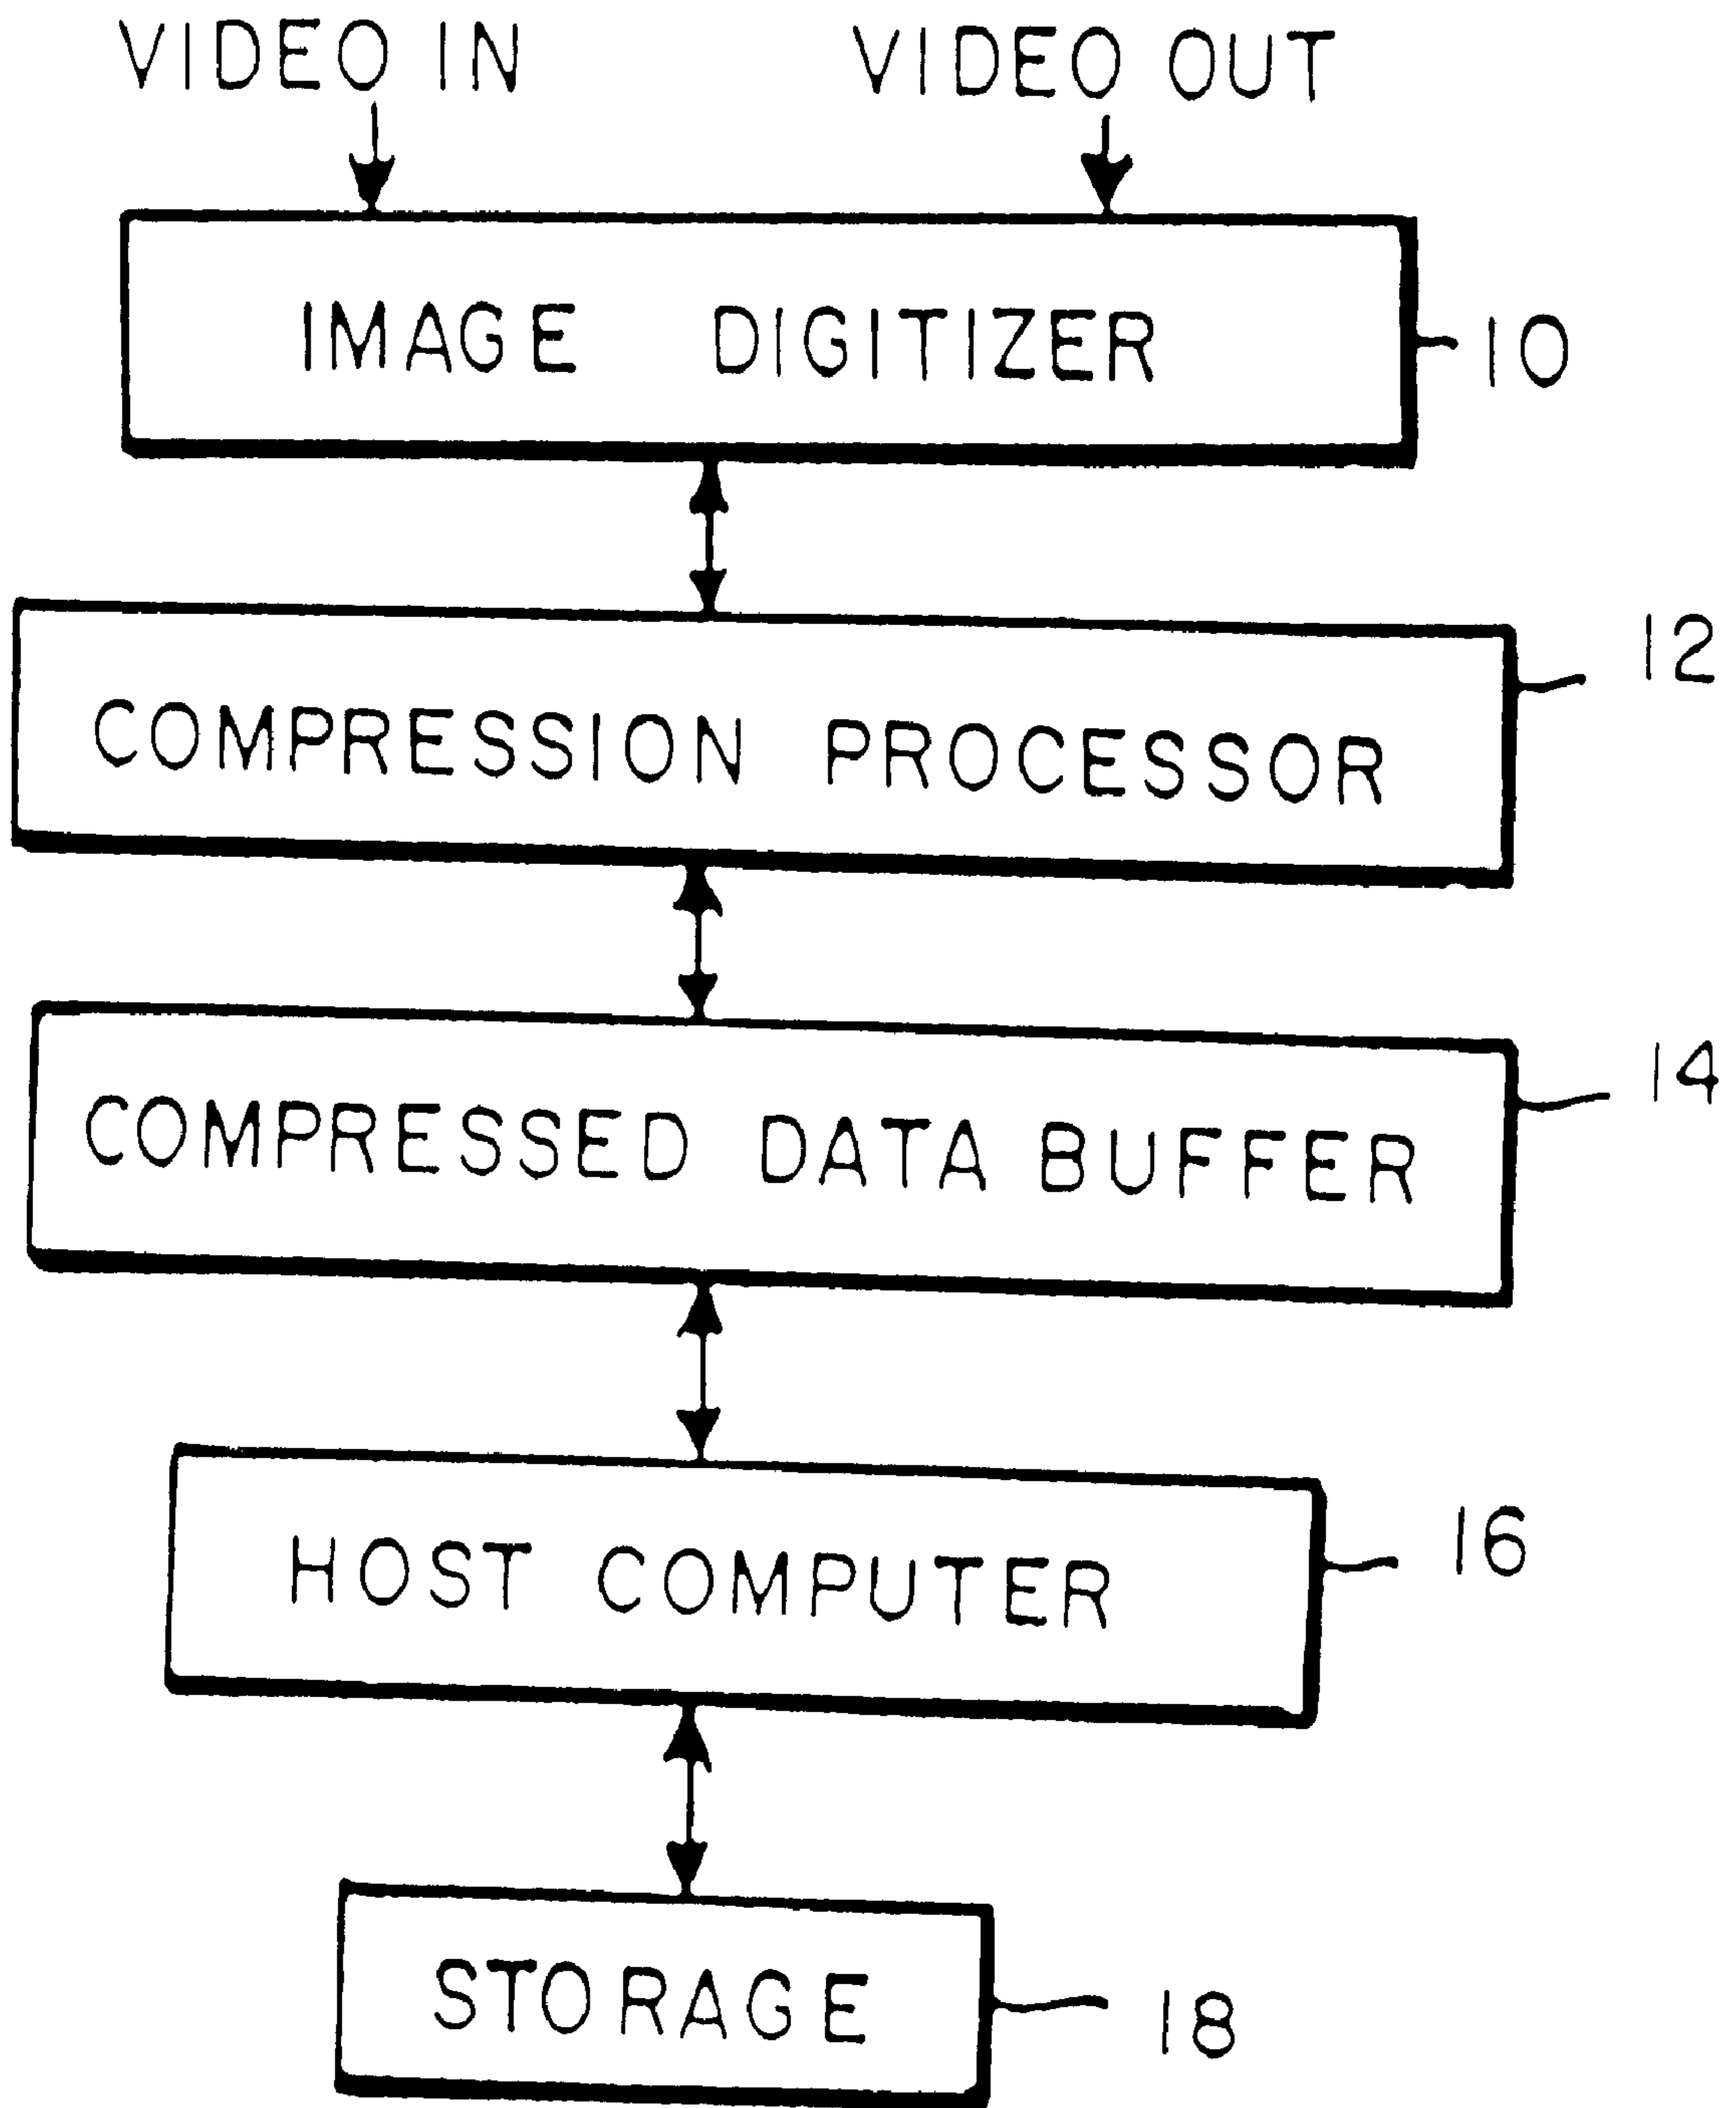 VIDEO IN VIDEO OUT
IMAGE DIGITIZER
10
COMPRESSION PROCESSOR
12
COMPRESSED DATA BUFFER
14
HOST COMPUTER
16
STORAGE
18